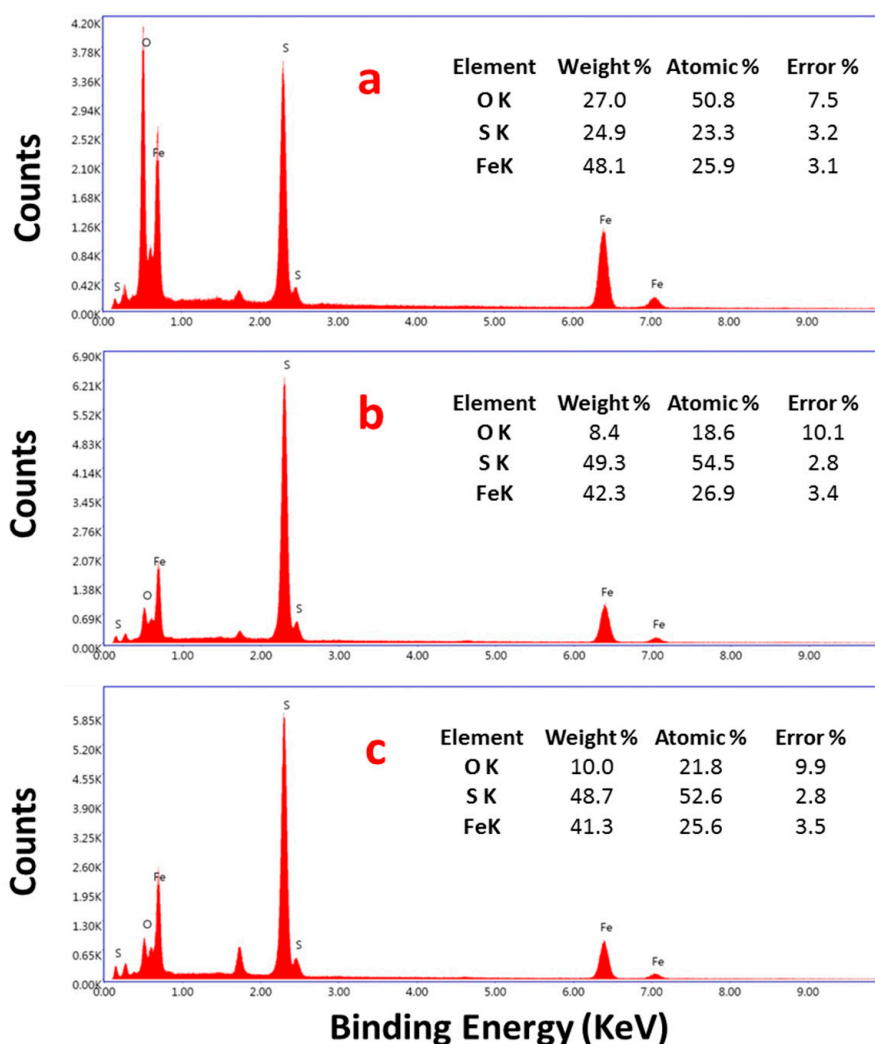 4.20K
3.78K
3.36K
2.94K
2.52K
2.10K
1.68K
1.26K
0.84K
0.42K
0.00K
Counts
O
Fe
S
S
S
Fe
Fe
a
Element Weight % Atomic % Error %
O K 27.0 50.8 7.5
S K 24.9 23.3 3.2
FeK 48.1 25.9 3.1
0.00 1.00 2.00 3.00 4.00 5.00 6.00 7.00 8.00 9.00
6.90K
6.21K
5.52K
4.83K
4.14K
3.45K
2.76K
2.07K
1.38K
0.69K
0.00K
Counts
S
O
Fe
S
S
Fe
Fe
b
Element Weight % Atomic % Error %
O K 8.4 18.6 10.1
S K 49.3 54.5 2.8
FeK 42.3 26.9 3.4
0.00 1.00 2.00 3.00 4.00 5.00 6.00 7.00 8.00 9.00
5.85K
5.20K
4.55K
3.90K
3.25K
2.60K
1.95K
1.30K
0.65K
0.00K
Counts
S
O
Fe
S
S
Fe
Fe
c
Element Weight % Atomic % Error %
O K 10.0 21.8 9.9
S K 48.7 52.6 2.8
FeK 41.3 25.6 3.5
0.00 1.00 2.00 3.00 4.00 5.00 6.00 7.00 8.00 9.00
Binding Energy (KeV)